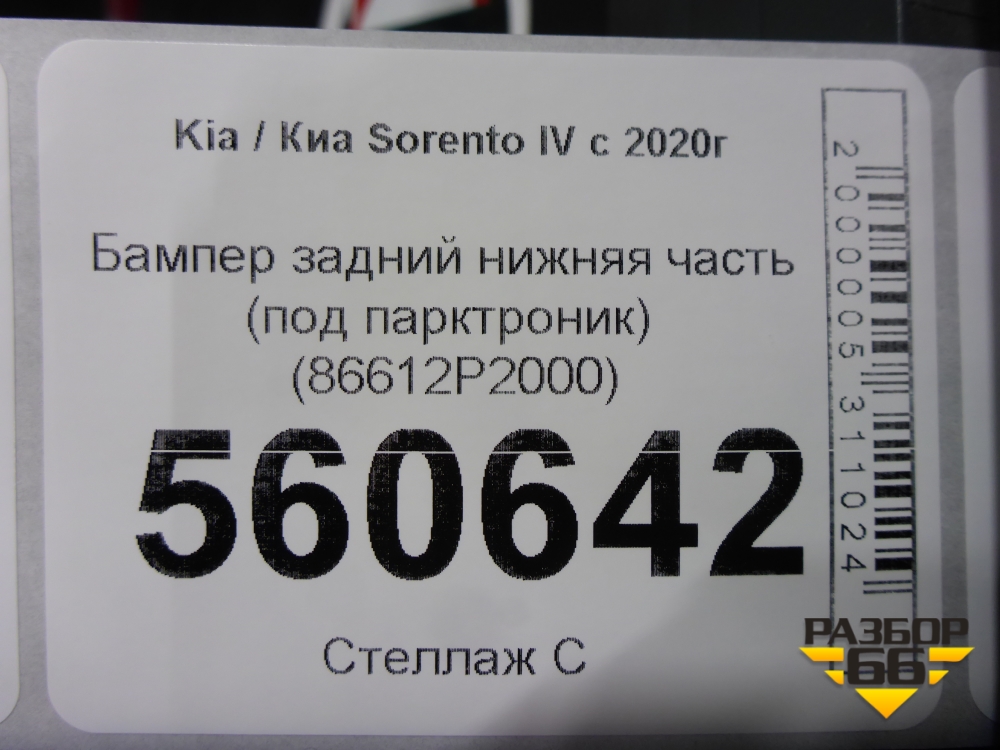 Kia / Киа Sorento IV с 2020г
Бампер задний нижняя часть
(под парктроник)
(86612P2000)
560642
Стеллаж С
2000005311024
РАЗБОР
66